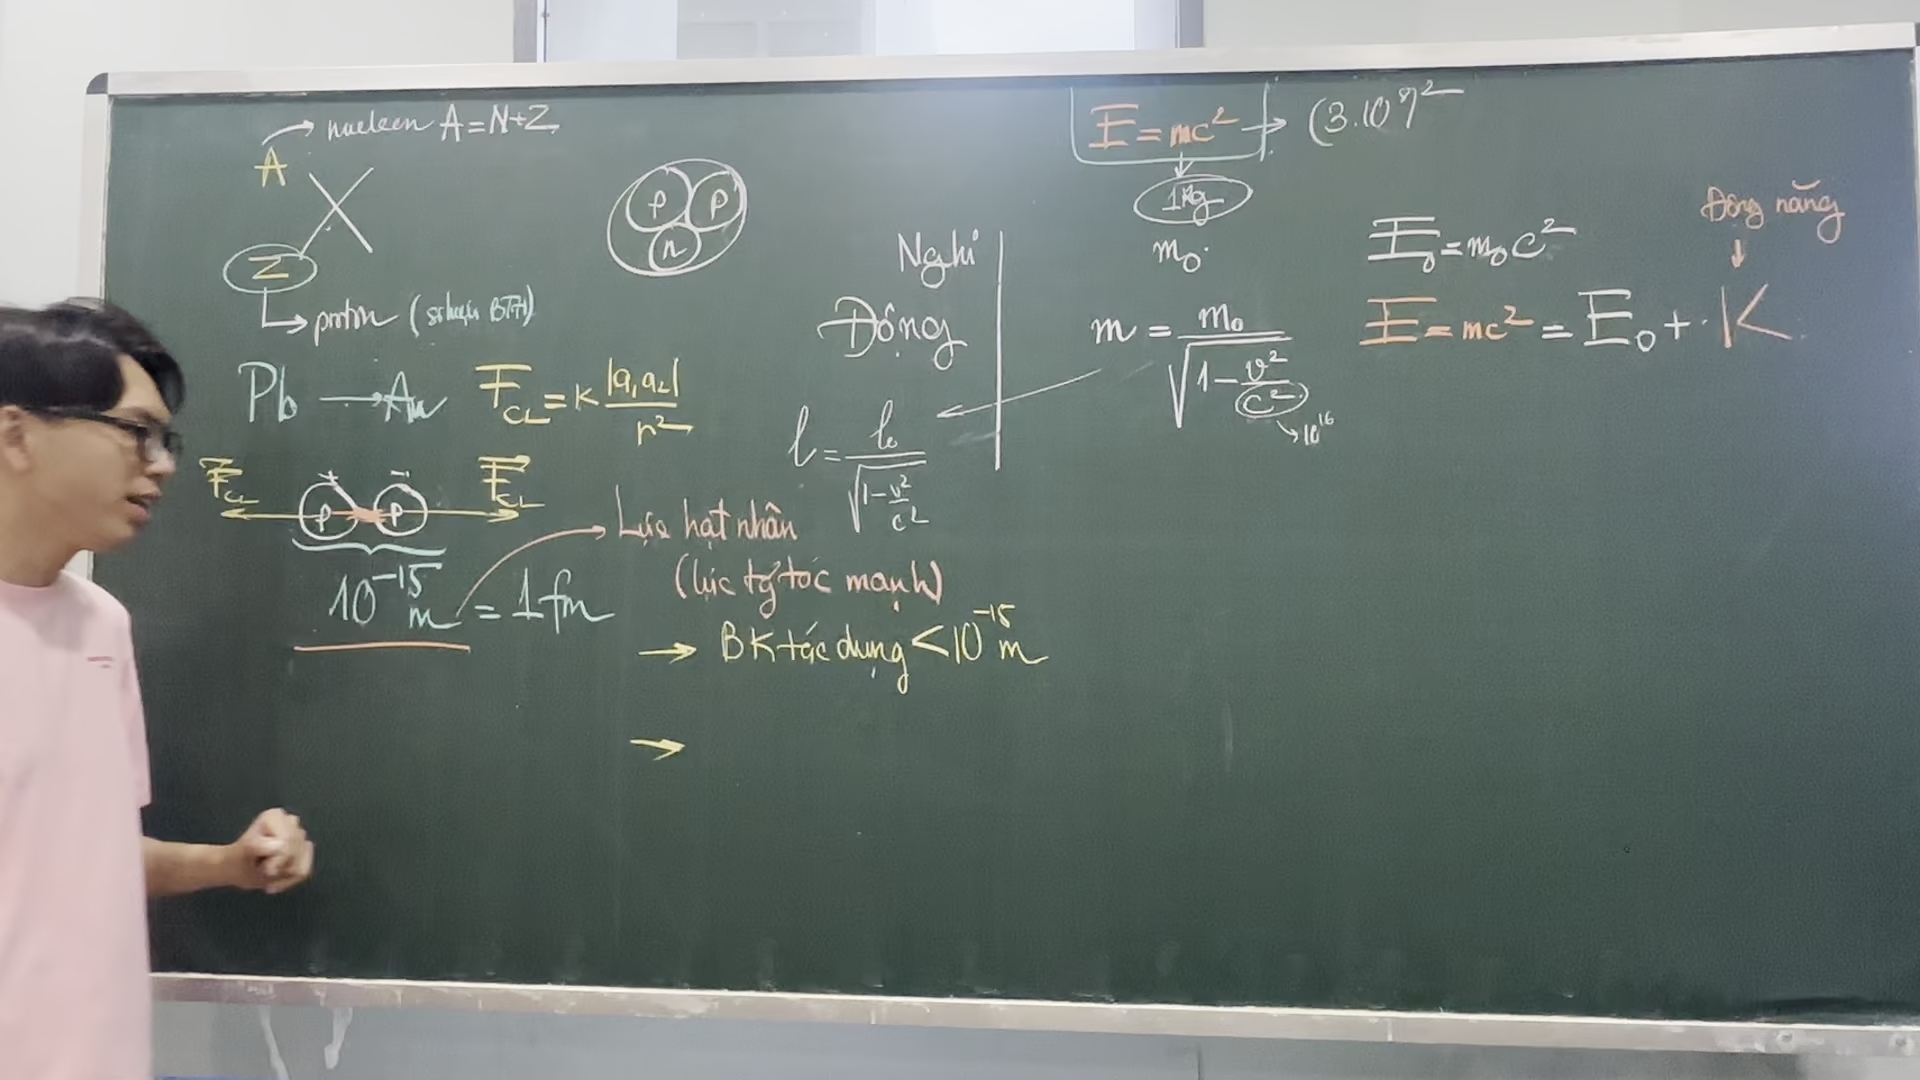 nucleon A = N+Z
A
X
Z
proton (số hiệu BTH)
p p
n
Pb → Au
F_CL = K |q₁q₂| / r²
F_CL F_CL
+
p p
10⁻¹⁵ m = 1 fm
Lực hạt nhân
(lực tg tác mạnh)
→ BK tác dụng < 10⁻¹⁵ m
→
Nghỉ
Động
l = l₀ / √(1 - v²/c²)
E = mc² → (3.10⁸)²
1kg
m₀
m = m₀ / √(1 - v²/c²)
→ 10¹⁶
E₀ = m₀c²
Động năng
E = mc² = E₀ + K